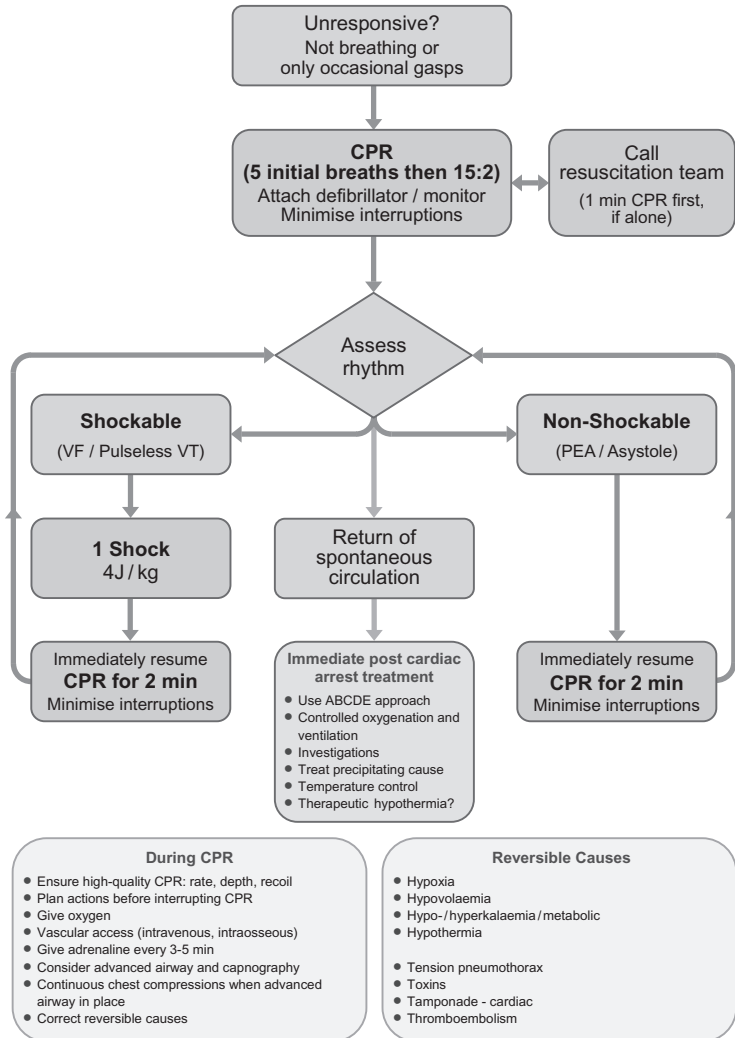 Unresponsive?
Not breathing or
only occasional gasps
CPR
(5 initial breaths then 15:2)
Attach defibrillator / monitor
Minimise interruptions
Call
resuscitation team
(1 min CPR first,
if alone)
Assess
rhythm
Shockable
(VF / Pulseless VT)
Non-Shockable
(PEA / Asystole)
1 Shock
4J / kg
Return of
spontaneous
circulation
Immediately resume
CPR for 2 min
Minimise interruptions
Immediate post cardiac
arrest treatment
● Use ABCDE approach
● Controlled oxygenation and
ventilation
● Investigations
● Treat precipitating cause
● Temperature control
● Therapeutic hypothermia?
Immediately resume
CPR for 2 min
Minimise interruptions
During CPR
● Ensure high-quality CPR: rate, depth, recoil
● Plan actions before interrupting CPR
● Give oxygen
● Vascular access (intravenous, intraosseous)
● Give adrenaline every 3-5 min
● Consider advanced airway and capnography
● Continuous chest compressions when advanced
airway in place
● Correct reversible causes
Reversible Causes
● Hypoxia
● Hypovolaemia
● Hypo- / hyperkalaemia / metabolic
● Hypothermia
● Tension pneumothorax
● Toxins
● Tamponade - cardiac
● Thromboembolism